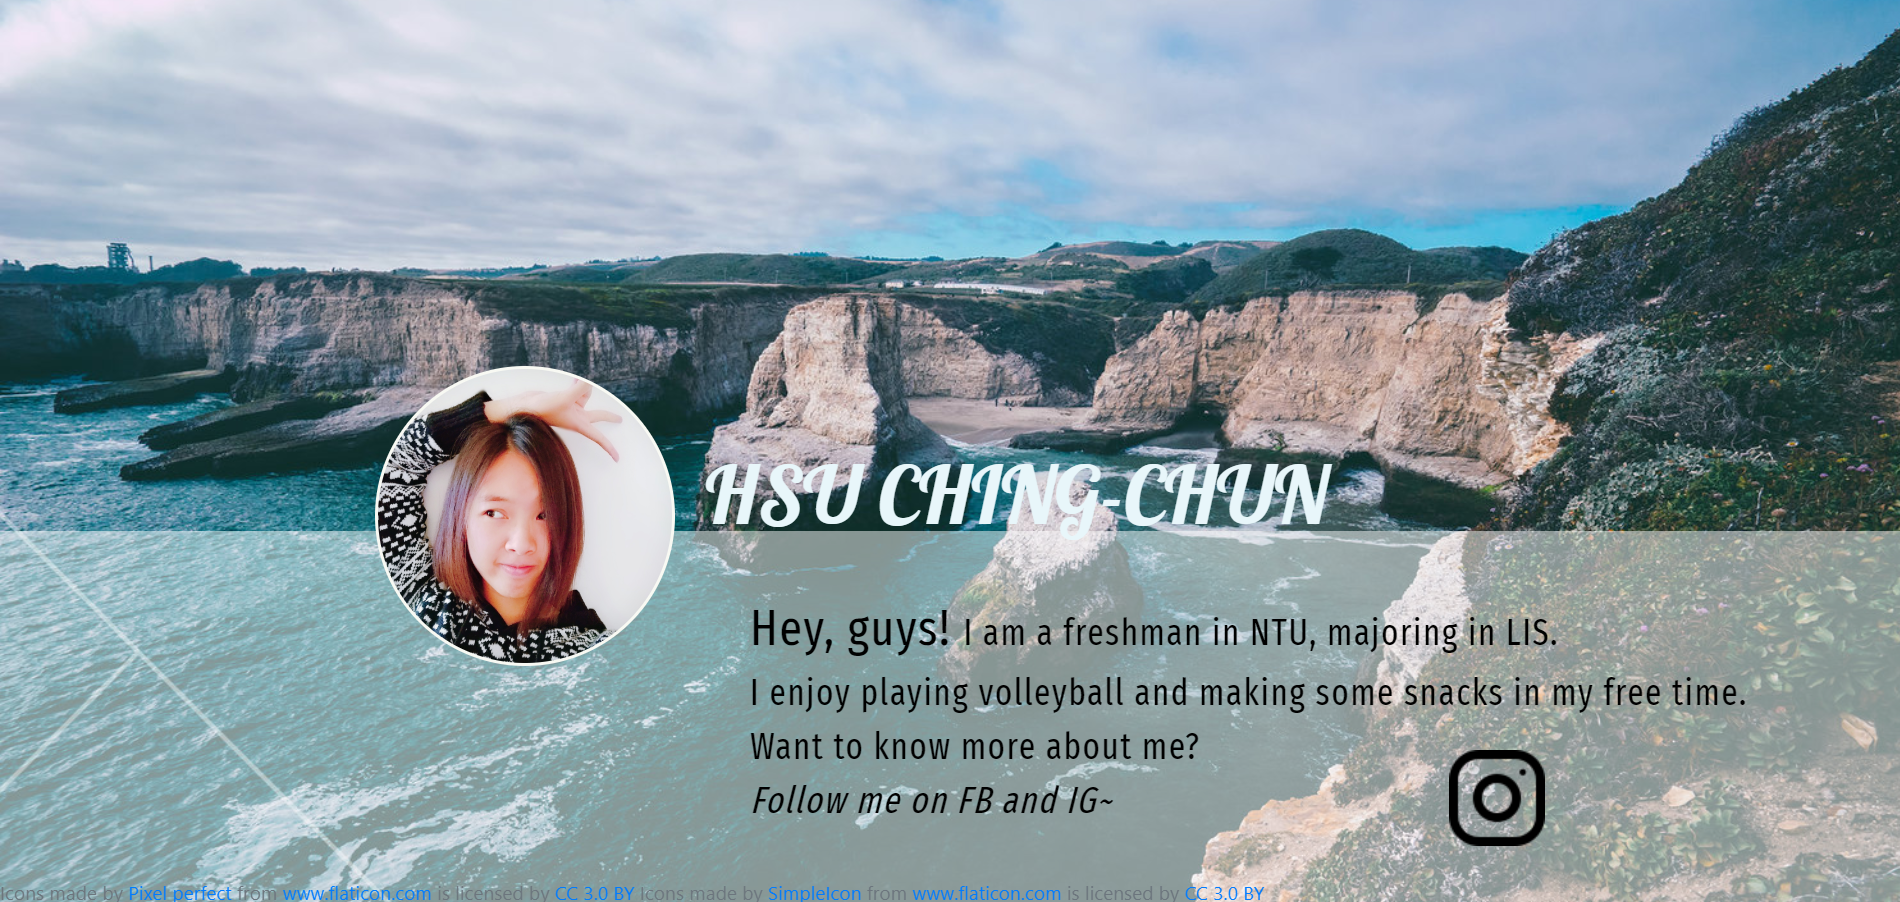 HSU CHING-CHUN
Hey, guys! I am a freshman in NTU, majoring in LIS.
I enjoy playing volleyball and making some snacks in my free time.
Want to know more about me?
Follow me on FB and IG~
Icons made by Pixel perfect from www.flaticon.com is licensed by CC 3.0 BY Icons made by SimpleIcon from www.flaticon.com is licensed by CC 3.0 BY